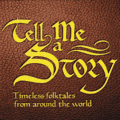 Tell Me
a
Story
Timeless folktales
from around the world